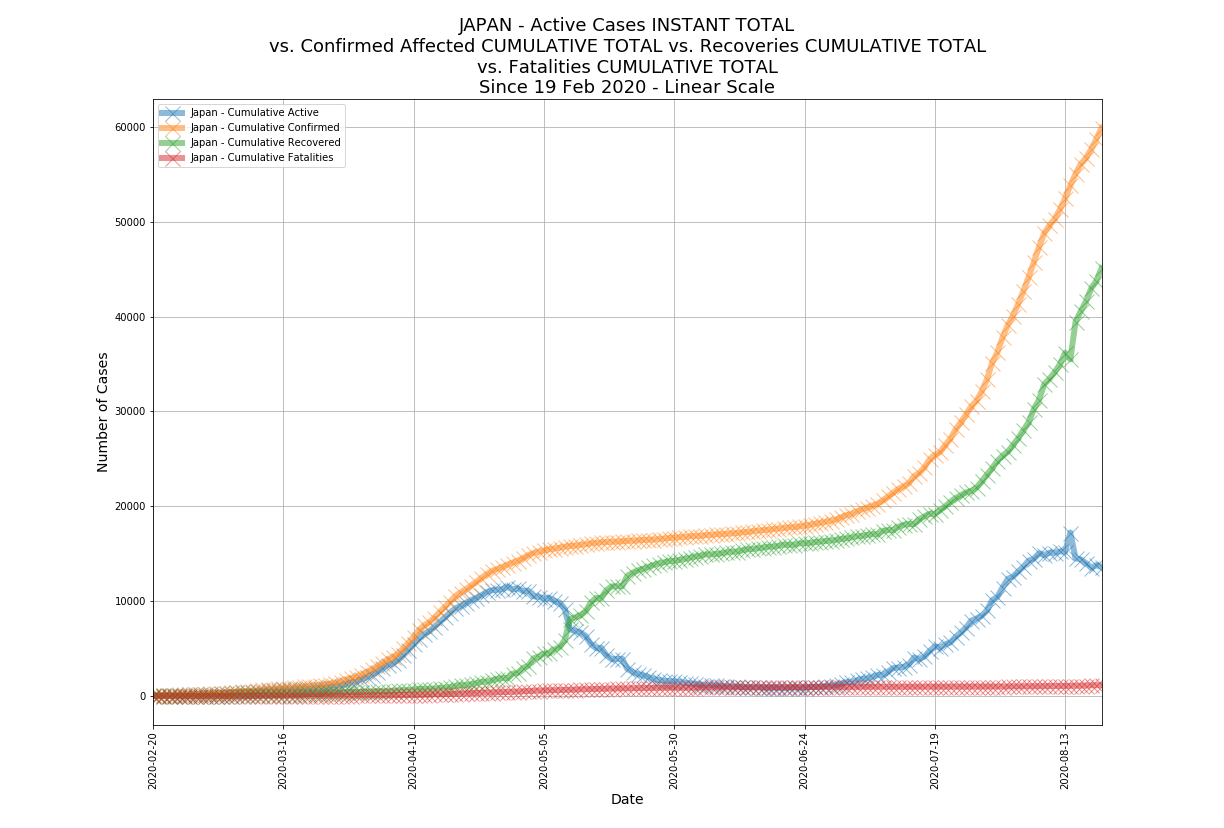 JAPAN - Active Cases INSTANT TOTAL
vs. Confirmed Affected CUMULATIVE TOTAL vs. Recoveries CUMULATIVE TOTAL
vs. Fatalities CUMULATIVE TOTAL
Since 19 Feb 2020 - Linear Scale
Japan - Cumulative Active
Japan - Cumulative Confirmed
Japan - Cumulative Recovered
Japan - Cumulative Fatalities
60000
50000
40000
30000
20000
10000
0
Number of Cases
2020-02-20
2020-03-16
2020-04-10
2020-05-05
2020-05-30
2020-06-24
2020-07-19
2020-08-13
Date